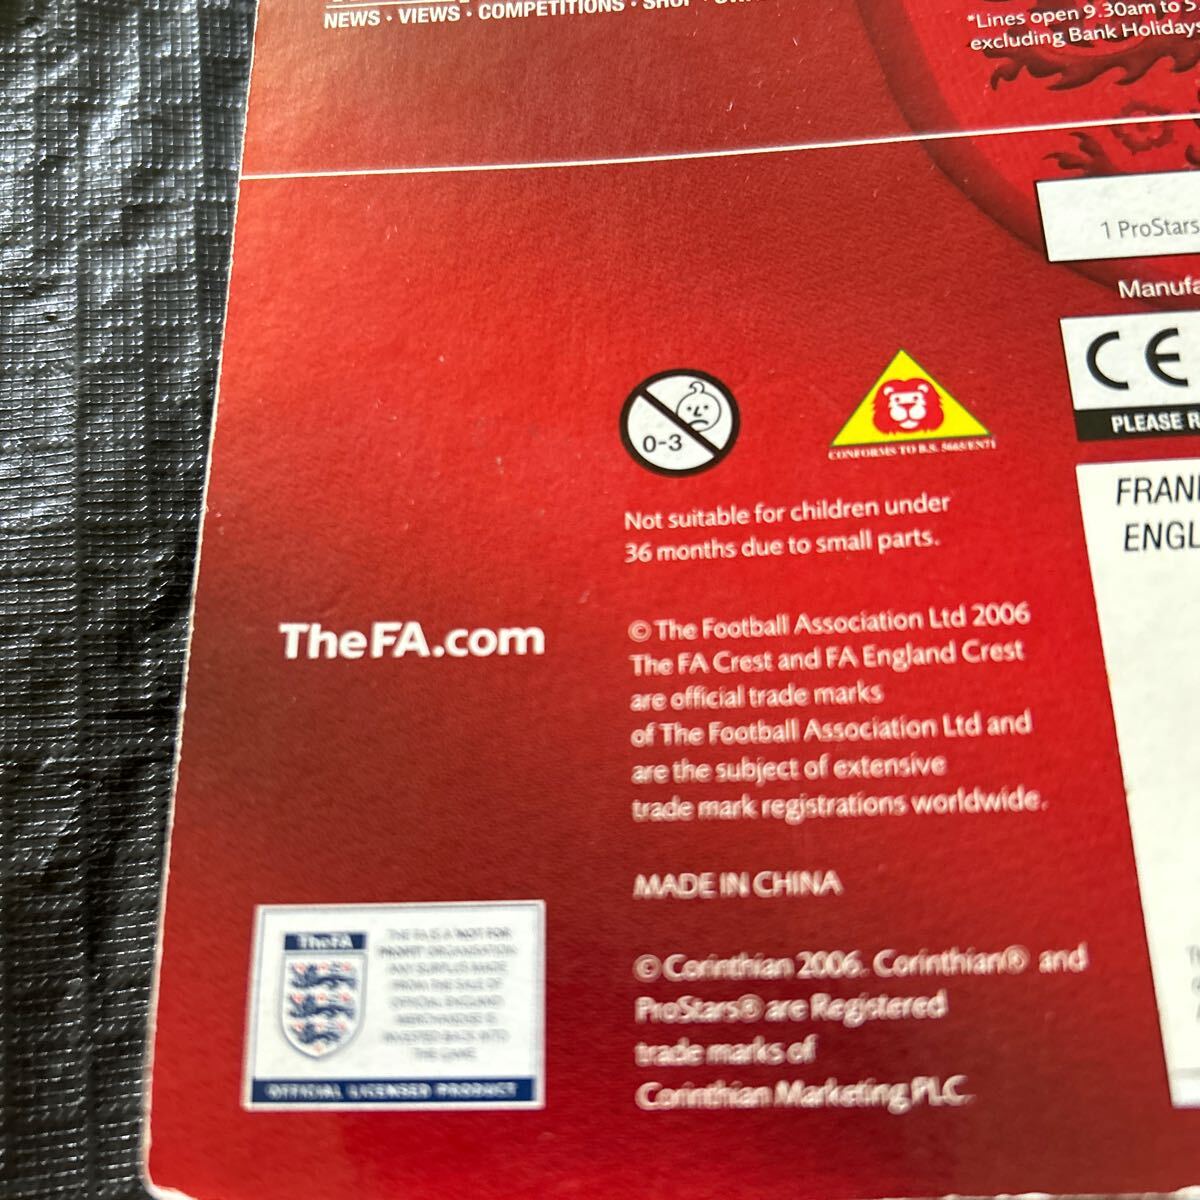 NEWS · VIEWS · COMPETITIONS · SHOP ·
*Lines open 9.30am to 5
excluding Bank Holidays
1 ProStars
Manufa
CE
PLEASE R
0-3
CONFORMS TO B.S. 5665/EN71
FRAN
ENGL
Not suitable for children under
36 months due to small parts.
TheFA.com
© The Football Association Ltd 2006
The FA Crest and FA England Crest
are official trade marks
of The Football Association Ltd and
are the subject of extensive
trade mark registrations worldwide.
MADE IN CHINA
TheFA
THE FA IS A NOT FOR
PROFIT ORGANISATION.
ANY SURPLUS MADE
FROM THE SALE OF
OFFICIAL ENGLAND
MERCHANDISE IS
INVESTED BACK INTO
THE GAME
OFFICIAL LICENSED PRODUCT
© Corinthian 2006. Corinthian® and
ProStars® are Registered
trade marks of
Corinthian Marketing PLC.